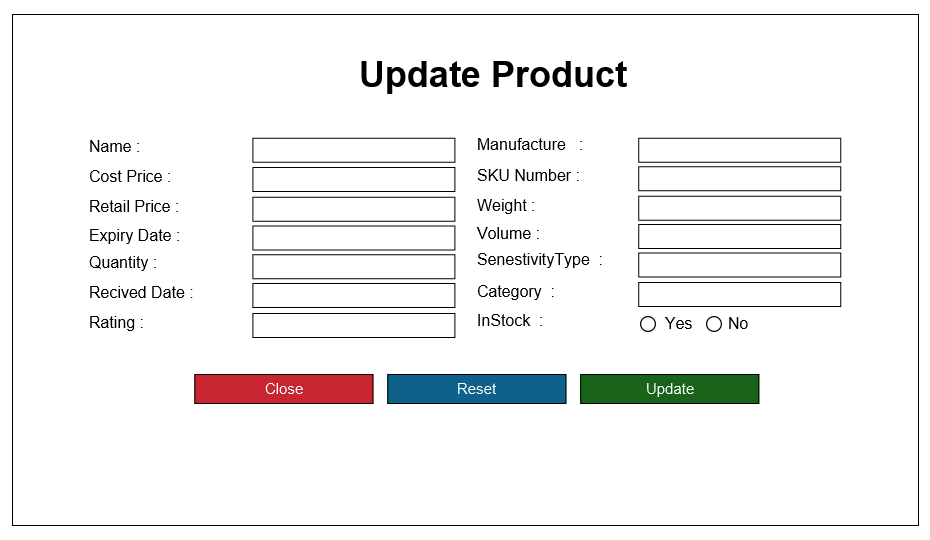 Update Product
Name :
Cost Price :
Retail Price :
Expiry Date :
Quantity :
Recived Date :
Rating :
Manufacture :
SKU Number :
Weight :
Volume :
SenestivityType :
Category :
InStock :
Yes No
Close Reset Update